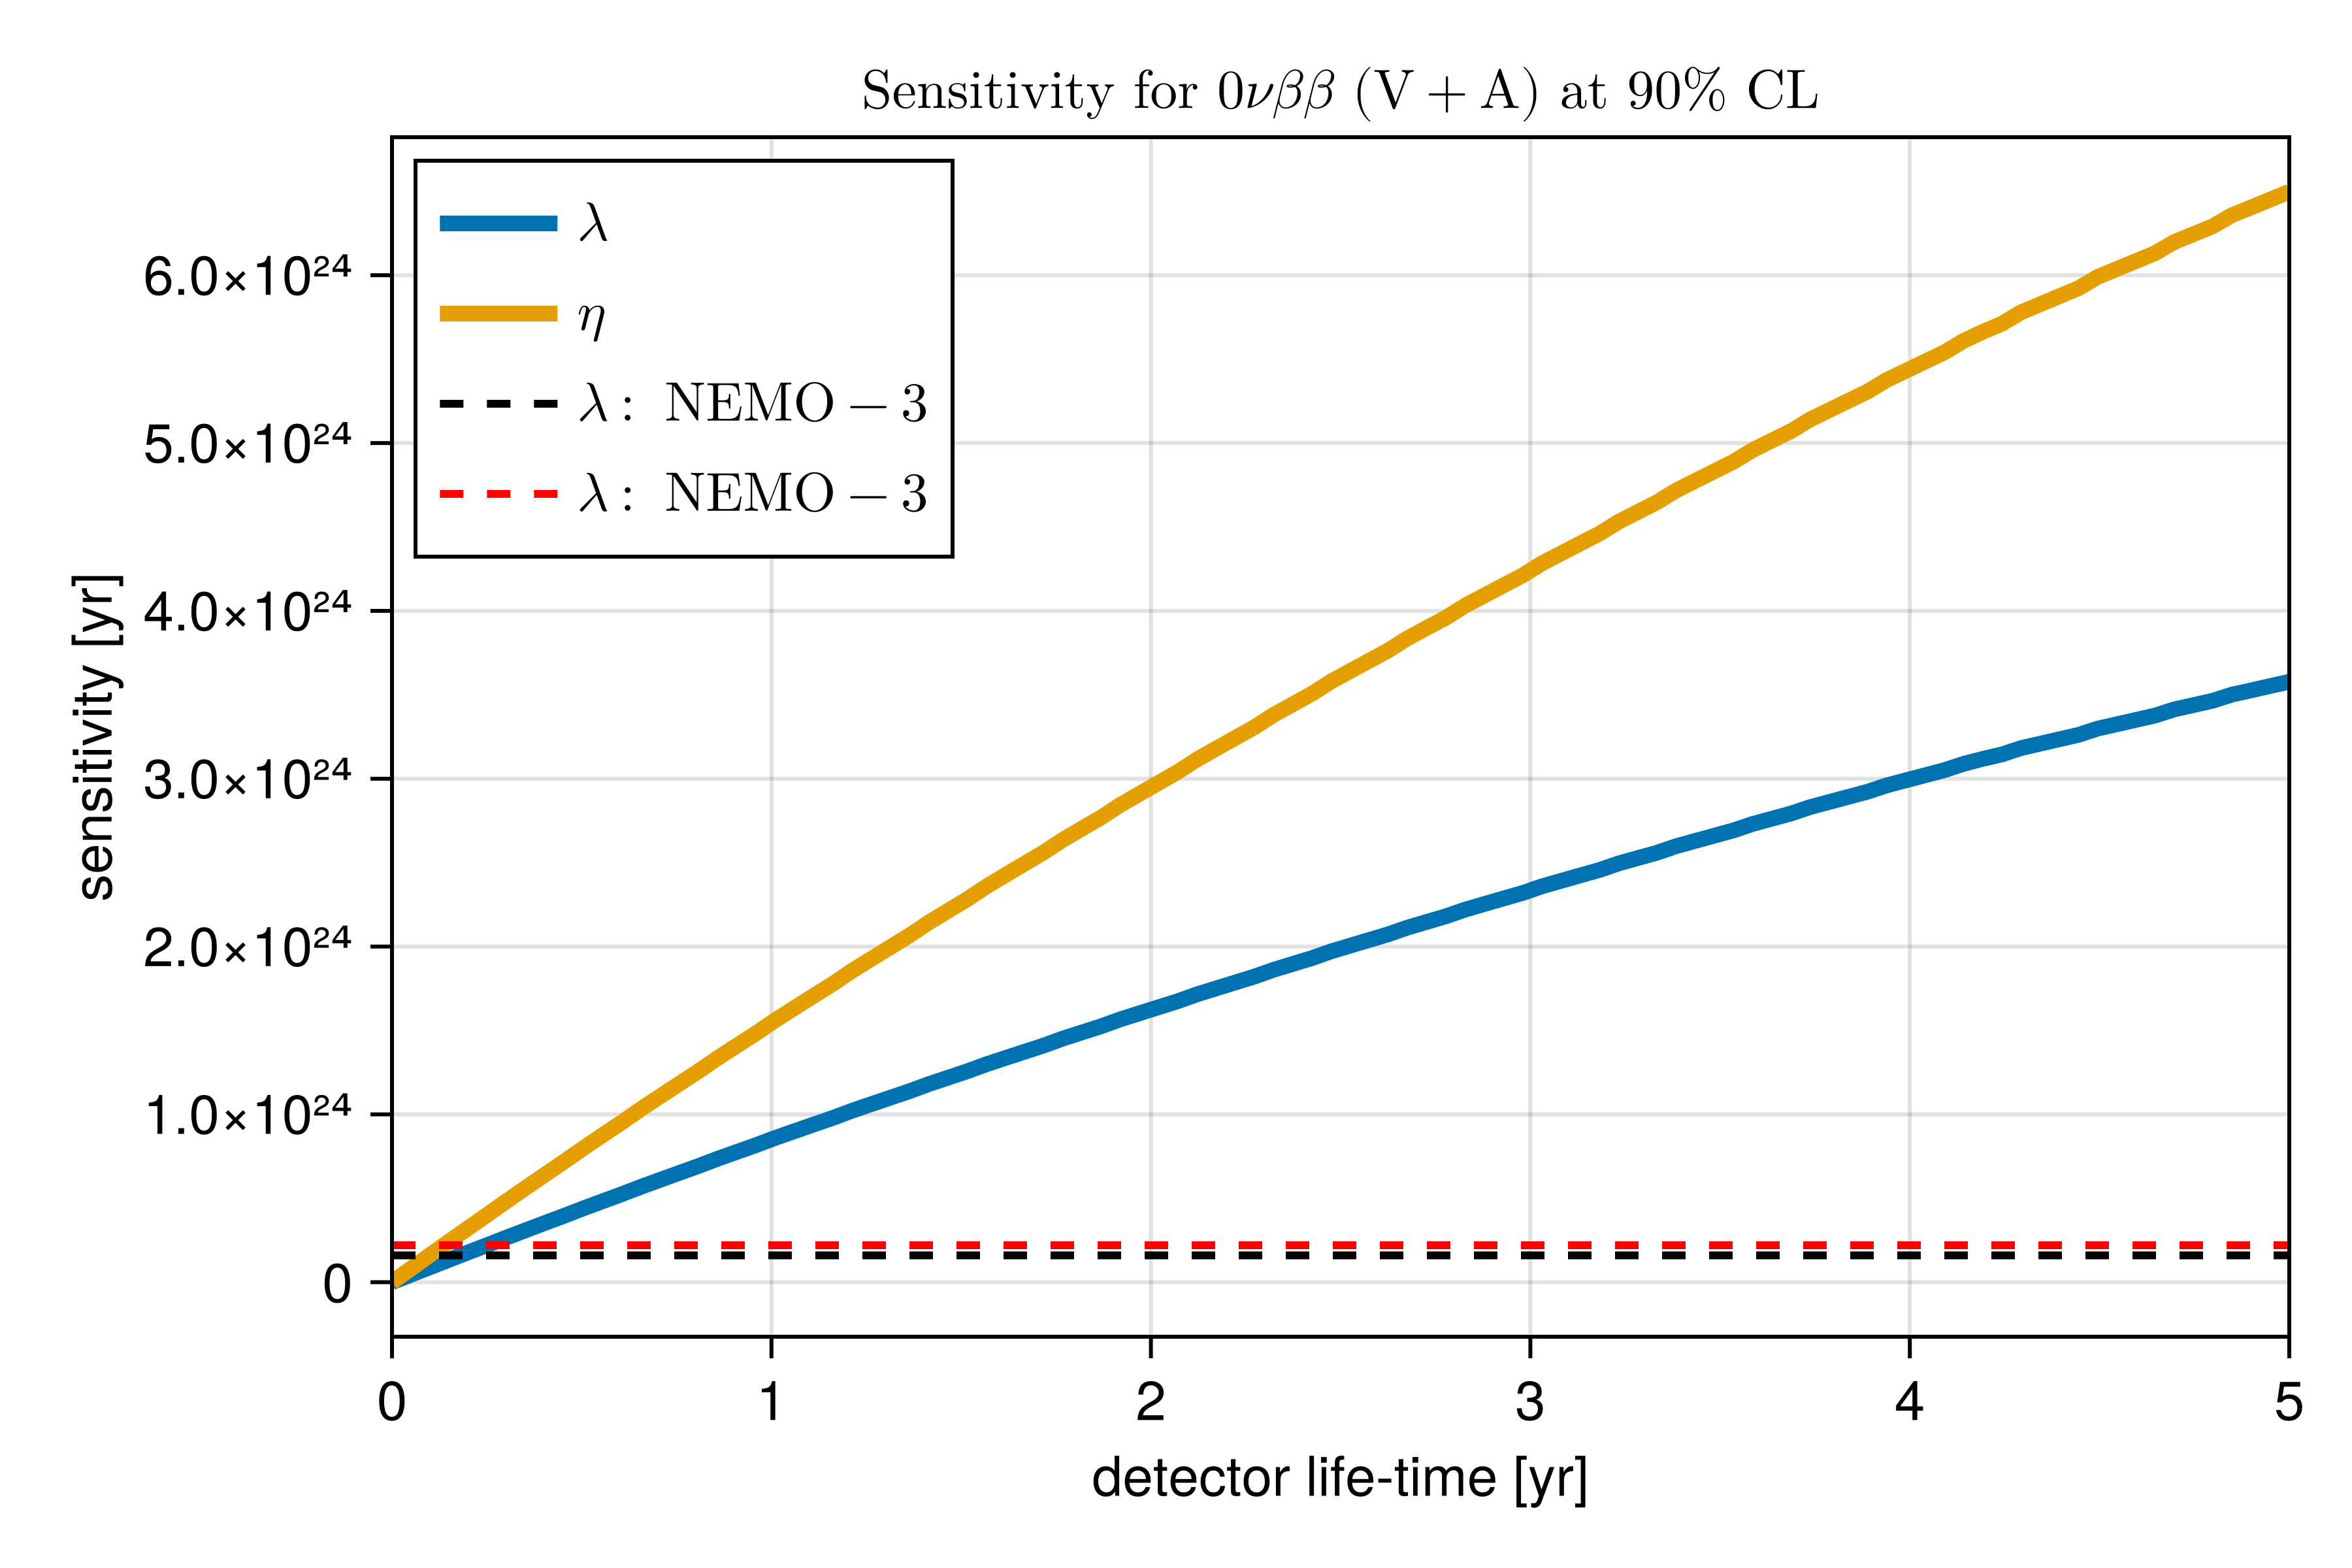 Sensitivity for 0νββ (V + A) at 90% CL
λ
η
λ : NEMO − 3
λ : NEMO − 3
sensitivity [yr]
6.0×10²⁴
5.0×10²⁴
4.0×10²⁴
3.0×10²⁴
2.0×10²⁴
1.0×10²⁴
0
0 1 2 3 4 5
detector life-time [yr]